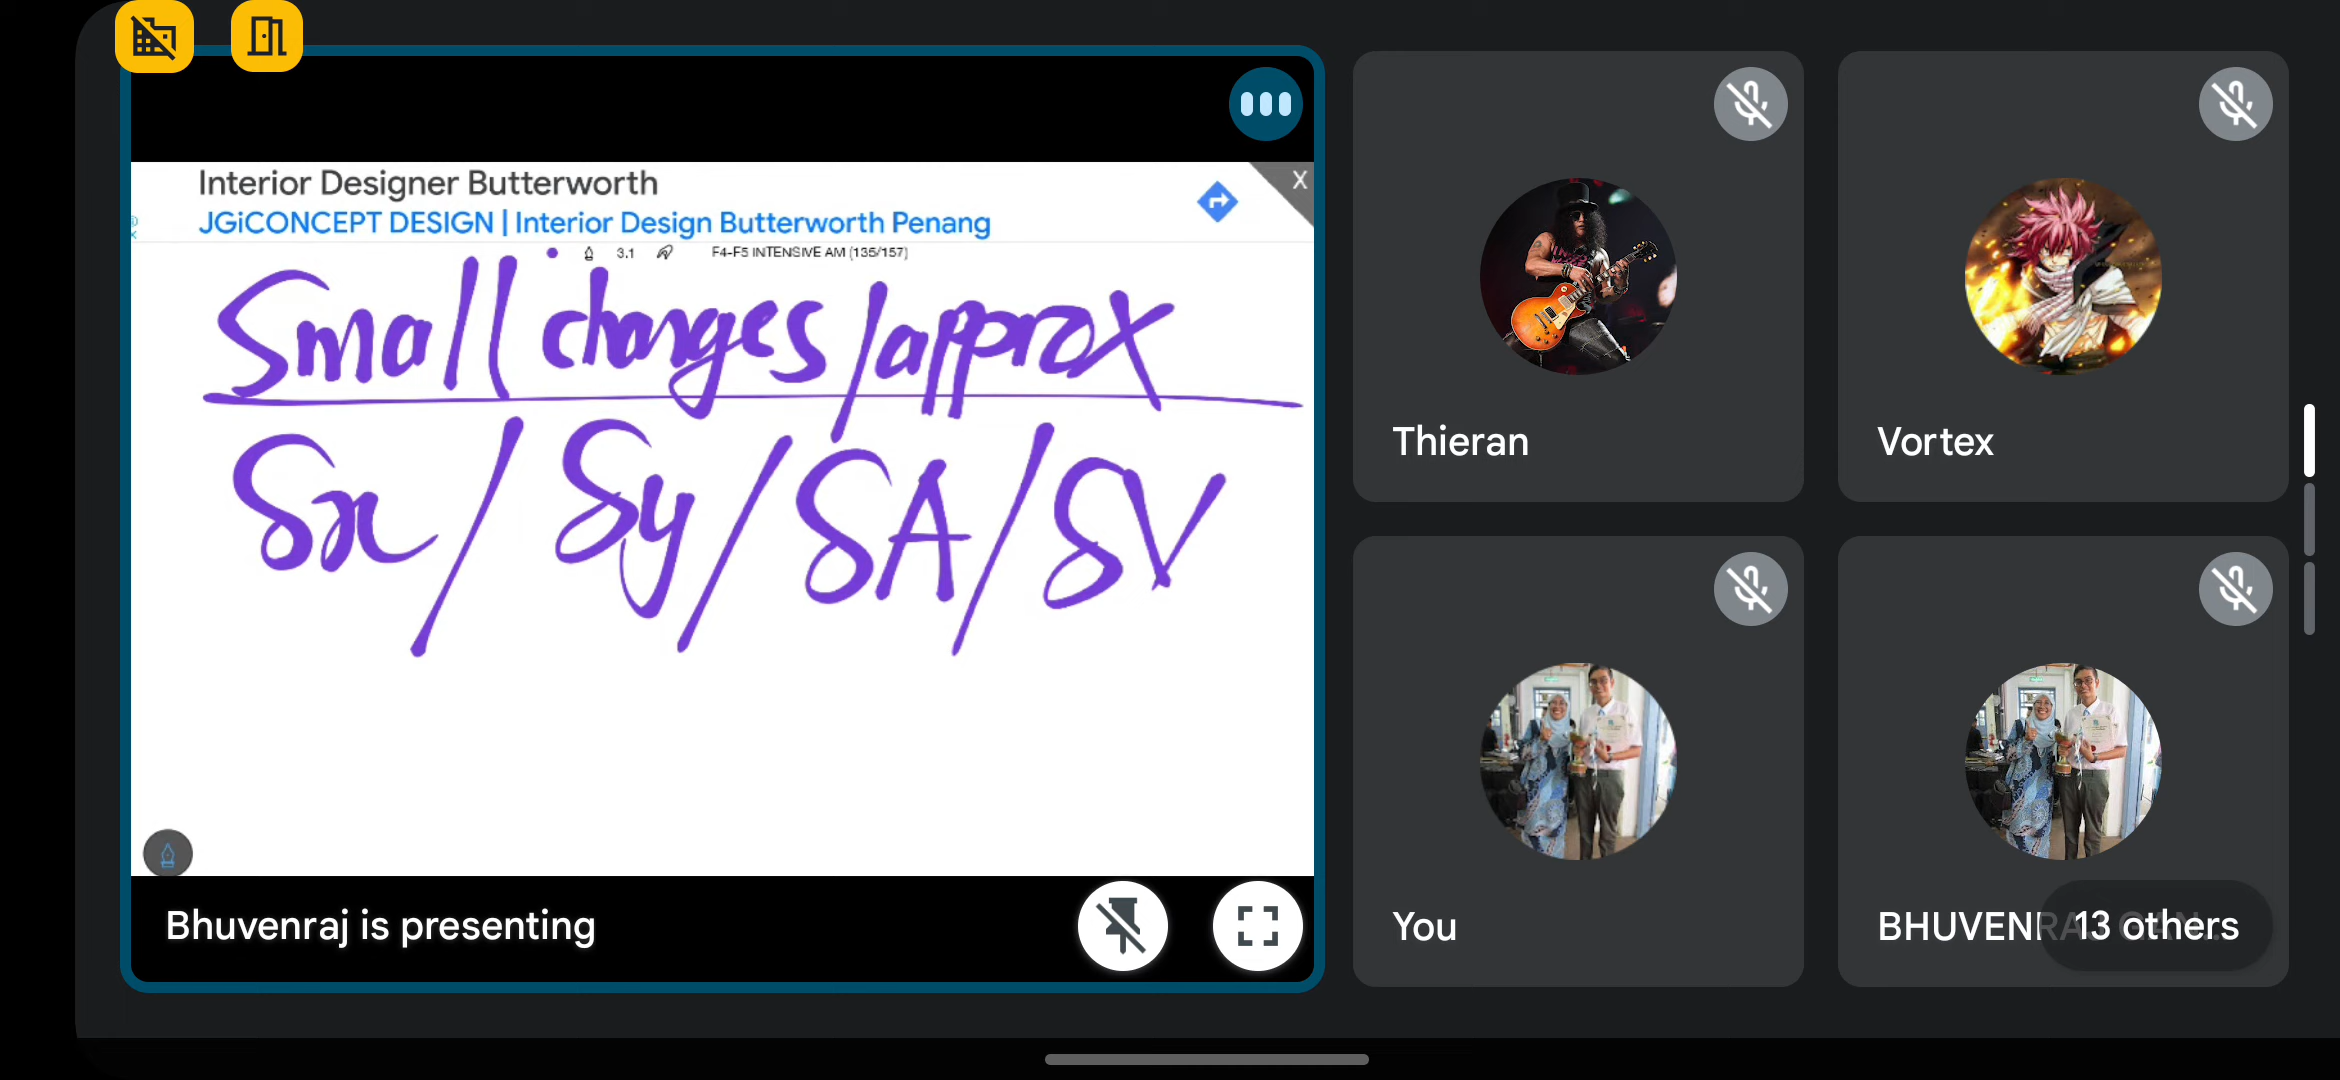 Interior Designer Butterworth
X
JGiCONCEPT DESIGN | Interior Design Butterworth Penang
3.1 F4-F5 INTENSIVE AM (135/157)
Small changes/approx
δx/δy/δA/δV
Bhuvenraj is presenting
Thieran
Vortex
You
BHUVENRA
13 others